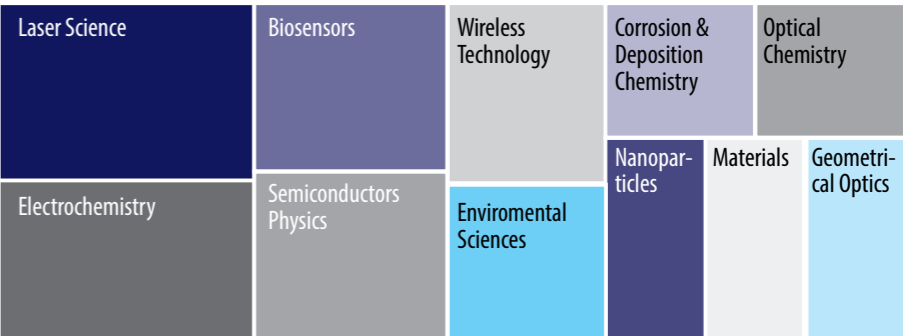 Laser Science
Electrochemistry
Biosensors
Semiconductors
Physics
Wireless
Technology
Enviromental
Sciences
Corrosion &
Deposition
Chemistry
Optical
Chemistry
Nanopar-
ticles
Materials
Geometri-
cal Optics